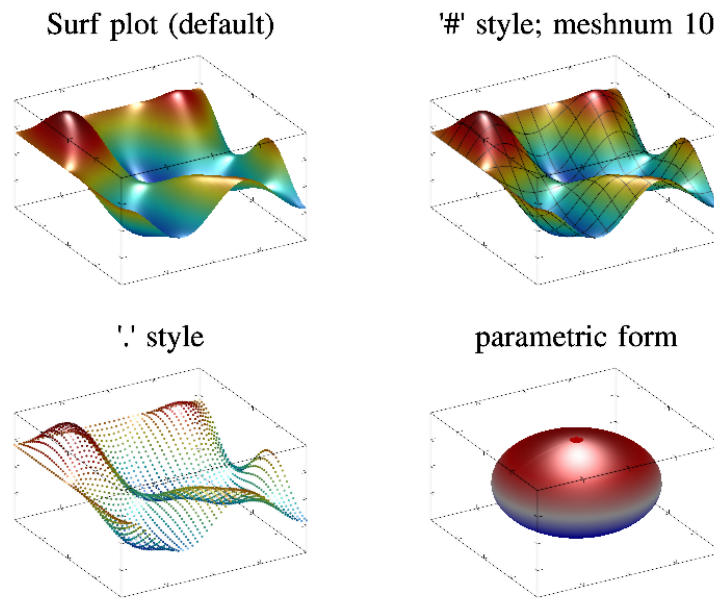 Surf plot (default)
'#' style; meshnum 10
'.' style
parametric form